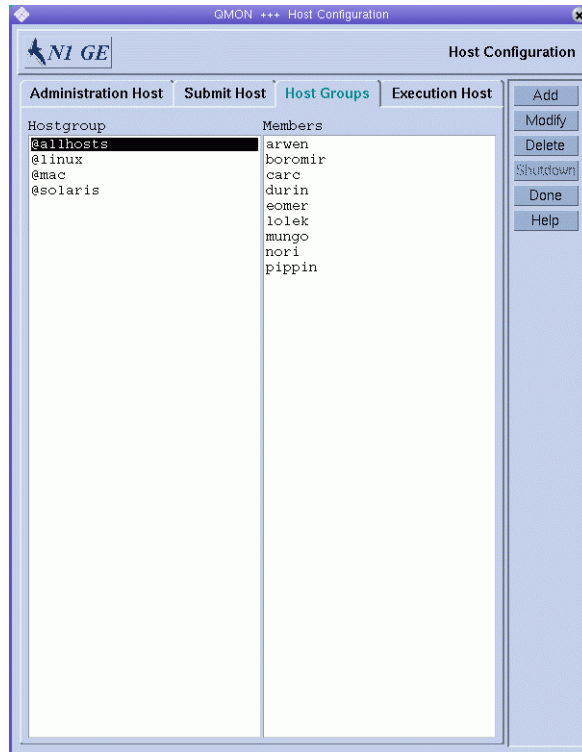 QMON +++ Host Configuration
N1 GE
Host Configuration
Administration Host Submit Host Host Groups Execution Host
Hostgroup
@allhosts
@linux
@mac
@solaris
Members
arwen
boromir
carc
durin
eomer
lolek
mungo
nori
pippin
Add
Modify
Delete
Shutdown
Done
Help